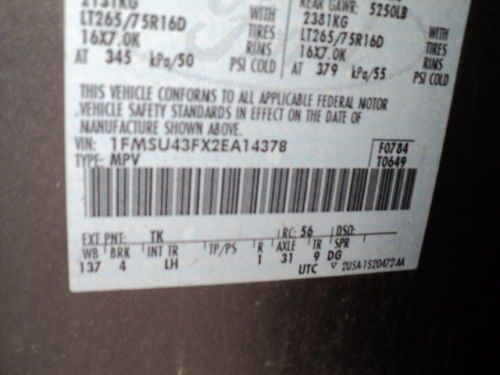 2131KG WITH REAR GAWR: 5250LB
LT265/75R16D TIRES 2381KG WITH
16X7.0K RIMS LT265/75R16D TIRES
AT 345 kPa/50 PSI COLD 16X7.0K RIMS
AT 379 kPa/55 PSI COLD
THIS VEHICLE CONFORMS TO ALL APPLICABLE FEDERAL MOTOR
VEHICLE SAFETY STANDARDS IN EFFECT ON THE DATE OF
MANUFACTURE SHOWN ABOVE.
VIN: 1FMSU43FX2EA14378 F0784
TYPE: MPV T0649
EXT PNT: TK RC: 56 DSO:
WB BRK INT TR TP/PS R AXLE TR SPR
137 4 LH 1 31 9 DG
UTC 2U5A-1520472-AA